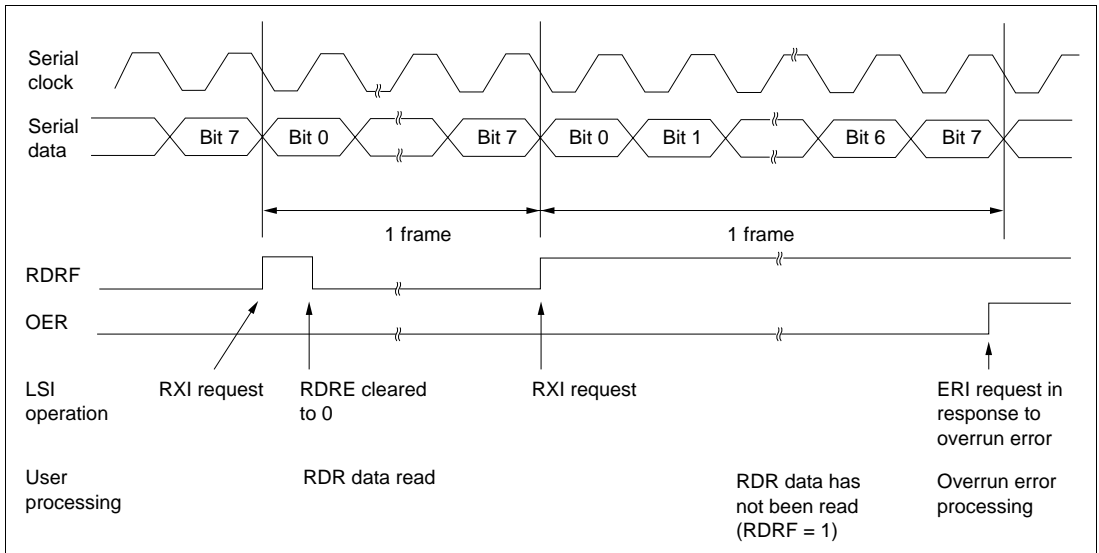 Serial
clock
Serial
data
Bit 7
Bit 0
Bit 7
Bit 0
Bit 1
Bit 6
Bit 7
1 frame
1 frame
RDRF
OER
LSI
operation
RXI request
RDRE cleared
to 0
RXI request
ERI request in
response to
overrun error
User
processing
RDR data read
RDR data has
not been read
(RDRF = 1)
Overrun error
processing